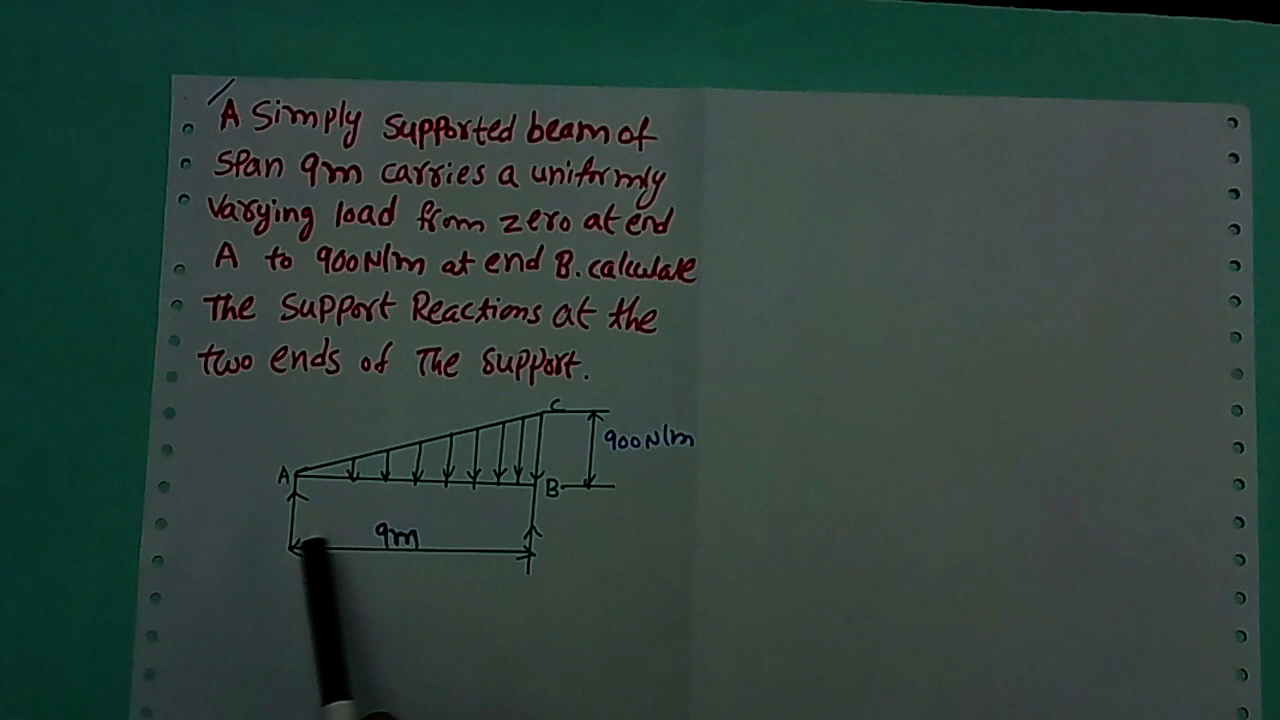 A Simply Supported beam of
Span 9m carries a uniformly
Varying load from zero at end
A to 900N/m at end B. calculate
The Support Reactions at the
two ends of The support.
C
900N/m
A
B
9m